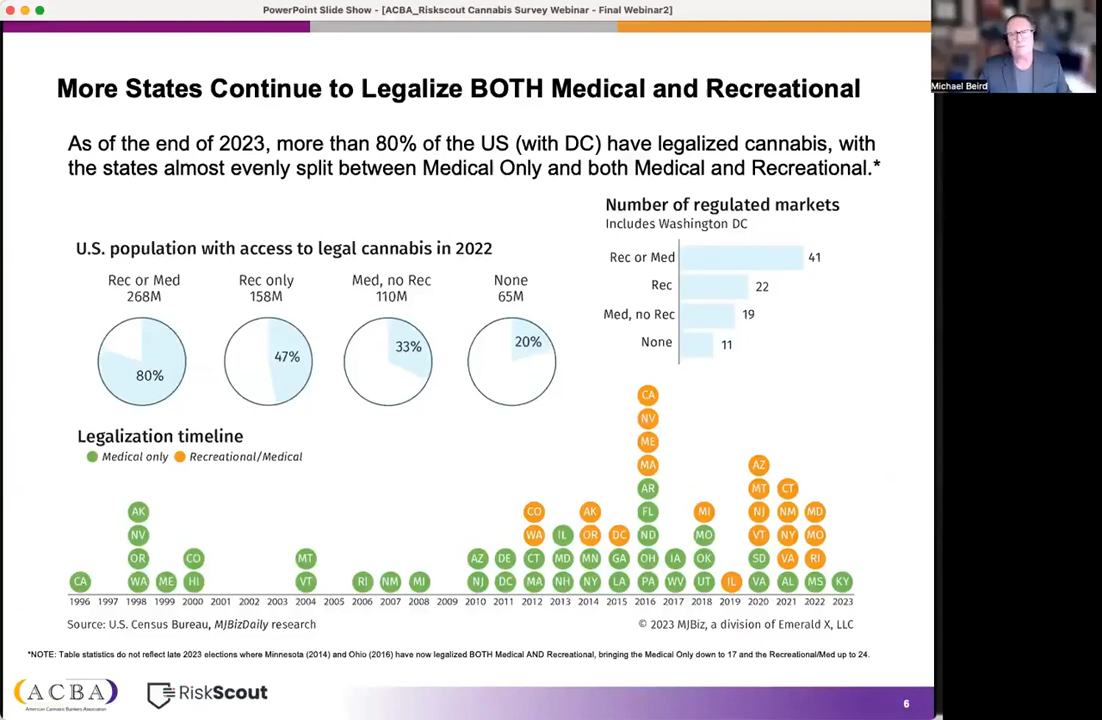 PowerPoint Slide Show - [ACBA_Riskscout Cannabis Survey Webinar - Final Webinar2]
Michael Beird
More States Continue to Legalize BOTH Medical and Recreational
As of the end of 2023, more than 80% of the US (with DC) have legalized cannabis, with
the states almost evenly split between Medical Only and both Medical and Recreational.*
U.S. population with access to legal cannabis in 2022
Rec or Med
268M
80%
Rec only
158M
47%
Med, no Rec
110M
33%
None
65M
20%
Number of regulated markets
Includes Washington DC
Rec or Med 41
Rec 22
Med, no Rec 19
None 11
Legalization timeline
Medical only Recreational/Medical
CA
NV
ME
MA AZ
AR MT CT
AK CO AK FL MI NJ NM MD
NV WA IL OR DC ND MO VT NY MO
OR CO MT AZ DE CT MD MN GA OH IA OK SD VA RI
CA WA ME HI VT RI NM MI NJ DC MA NH NY LA PA WV UT IL VA AL MS KY
1996 1997 1998 1999 2000 2001 2002 2003 2004 2005 2006 2007 2008 2009 2010 2011 2012 2013 2014 2015 2016 2017 2018 2019 2020 2021 2022 2023
Source: U.S. Census Bureau, MJBizDaily research
© 2023 MJBiz, a division of Emerald X, LLC
*NOTE: Table statistics do not reflect late 2023 elections where Minnesota (2014) and Ohio (2016) have now legalized BOTH Medical AND Recreational, bringing the Medical Only down to 17 and the Recreational/Med up to 24.
ACBA
American Cannabis Bankers Association
RiskScout
6